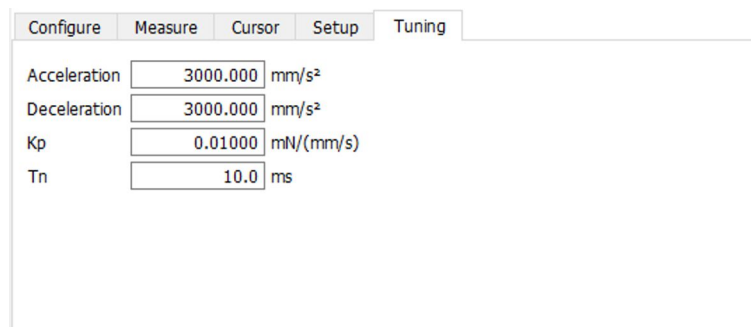 Configure Measure Cursor Setup Tuning
Acceleration 3000.000 mm/s²
Deceleration 3000.000 mm/s²
Kp 0.01000 mN/(mm/s)
Tn 10.0 ms